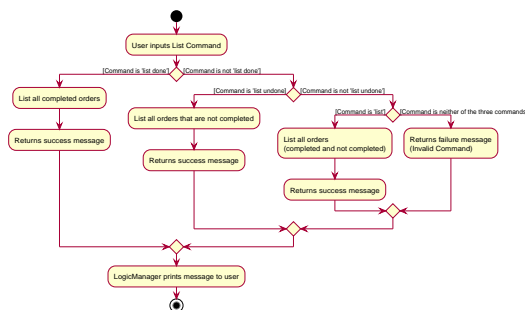 User inputs List Command
[Command is 'list done']
[Command is not 'list done']
List all completed orders
Returns success message
[Command is 'list undone]
[Command is not 'list undone']
List all orders that are not completed
Returns success message
[Command is 'list']
[Command is neither of the three commands]
List all orders
(completed and not completed)
Returns success message
Returns failure message
(Invalid Command)
LogicManager prints message to user